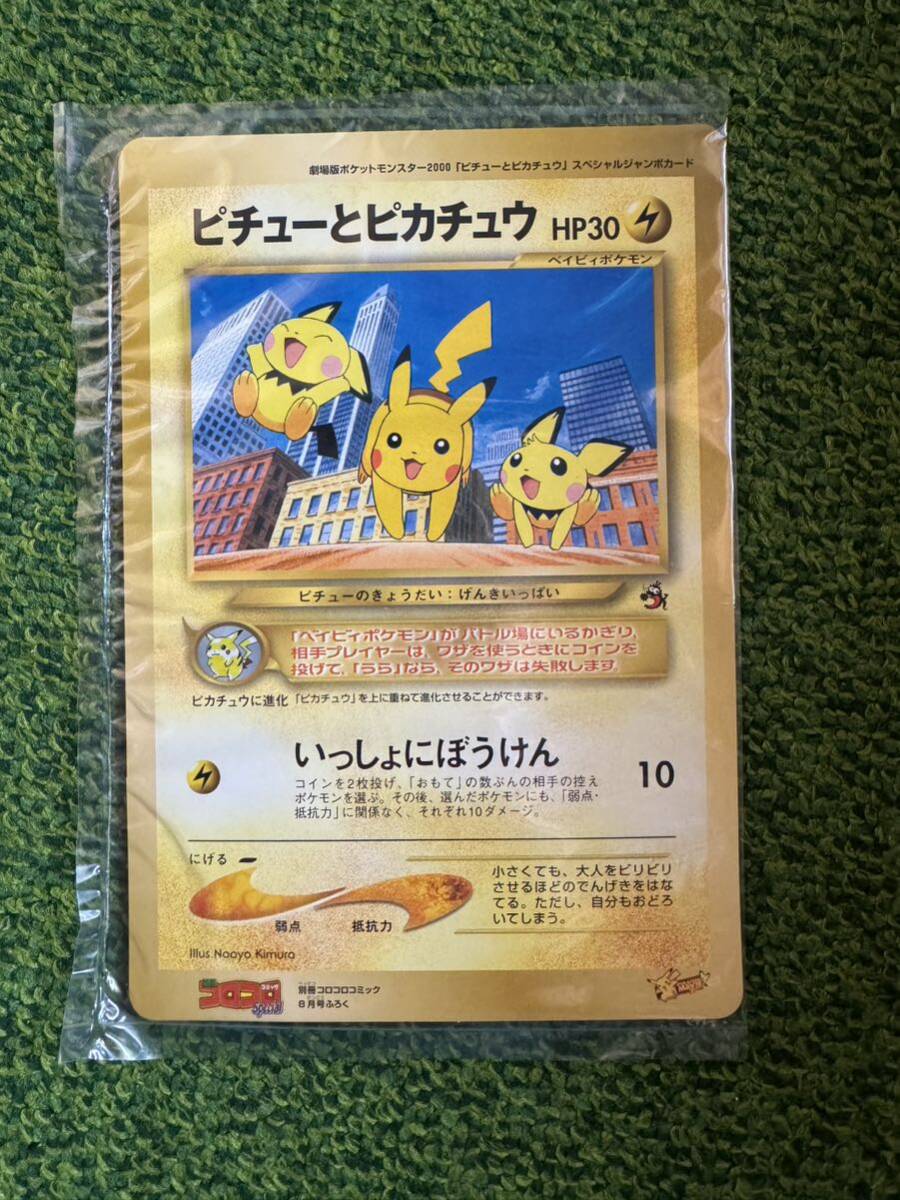 劇場版ポケットモンスター2000「ピチューとピカチュウ」スペシャルジャンボカード
ピチューとピカチュウ HP30
ベイビィポケモン
ピチューのきょうだい:げんきいっぱい
「ベイビィポケモン」がバトル場にいるかぎり、
相手プレイヤーは、ワザを使うときにコインを
投げて、「うら」なら、そのワザは失敗します。
ピカチュウに進化 「ピカチュウ」を上に重ねて進化させることができます。
いっしょにぼうけん 10
コインを2枚投げ、「おもて」の数ぶんの相手の控え
ポケモンを選ぶ。その後、選んだポケモンにも、「弱点・
抵抗力」に関係なく、それぞれ10ダメージ。
にげる
弱点 抵抗力
小さくても、大人をビリビリ
させるほどのでんげきをはな
てる。ただし、自分もおどろ
いてしまう。
Illus.Naoyo Kimura
コロコロ コミック Special
別冊コロコロコミック
8月号ふろく